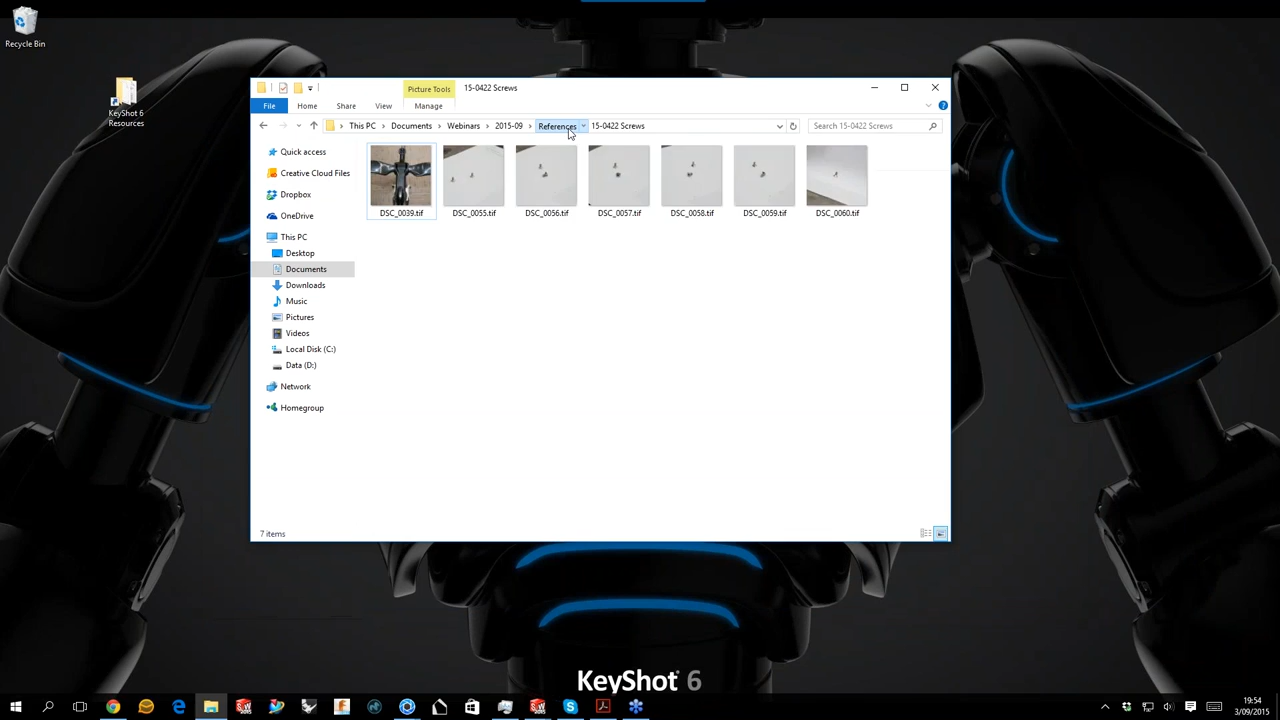 Recycle Bin
KeyShot 6
Resources
Picture Tools
15-0422 Screws
File
Home
Share
View
Manage
This PC
Documents
Webinars
2015-09
References
15-0422 Screws
Search 15-0422 Screws
Quick access
Creative Cloud Files
Dropbox
OneDrive
This PC
Desktop
Documents
Downloads
Music
Pictures
Videos
Local Disk (C:)
Data (D:)
Network
Homegroup
DSC_0039.tif
DSC_0055.tif
DSC_0056.tif
DSC_0057.tif
DSC_0058.tif
DSC_0059.tif
DSC_0060.tif
7 items
KeyShot 6
19:54
3/09/2015